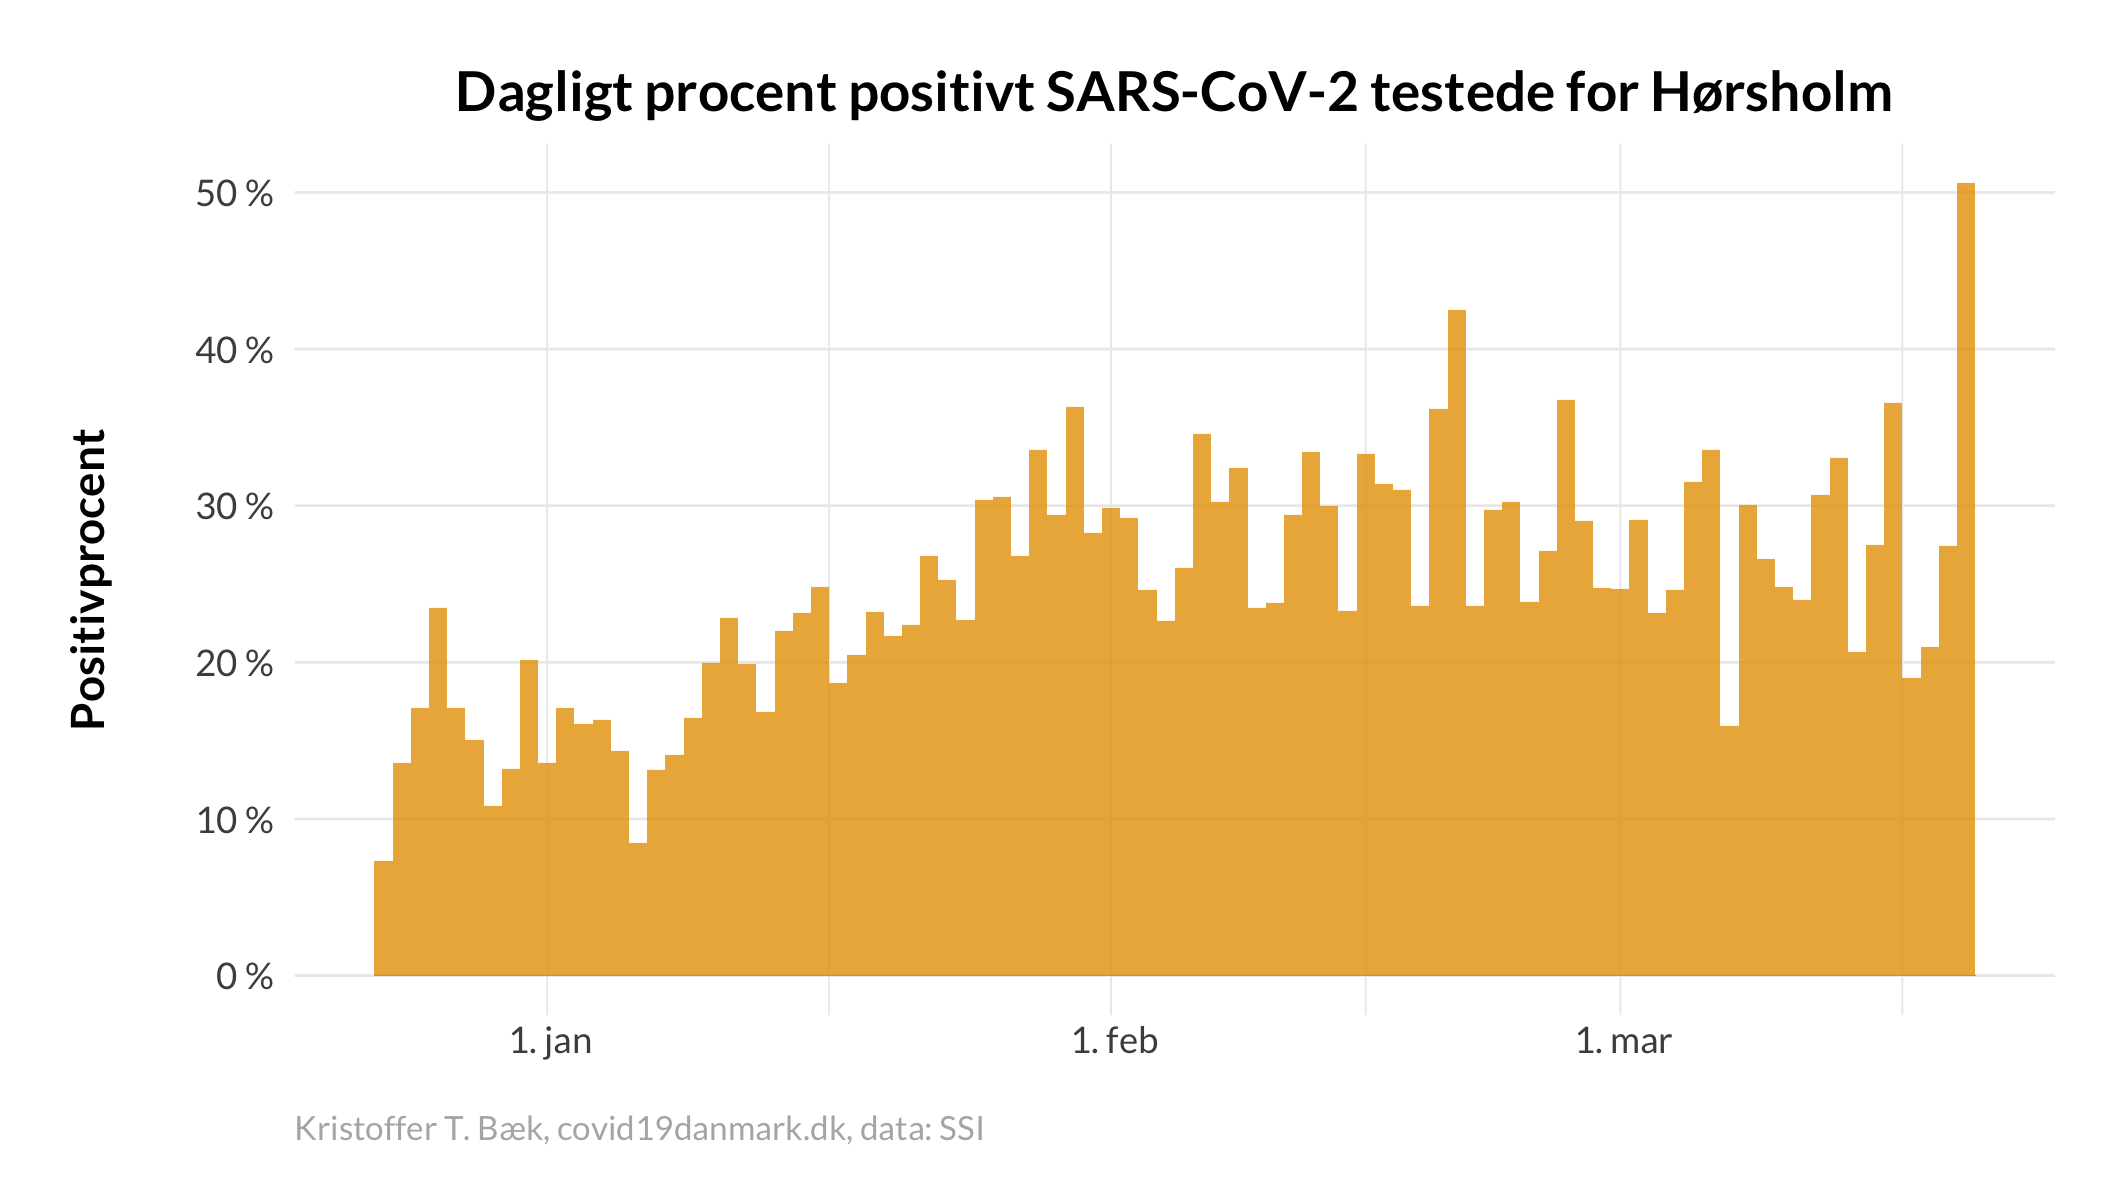 Dagligt procent positivt SARS-CoV-2 testede for Hørsholm
Positivprocent
50 %
40 %
30 %
20 %
10 %
0 %
1. jan
1. feb
1. mar
Kristoffer T. Bæk, covid19danmark.dk, data: SSI